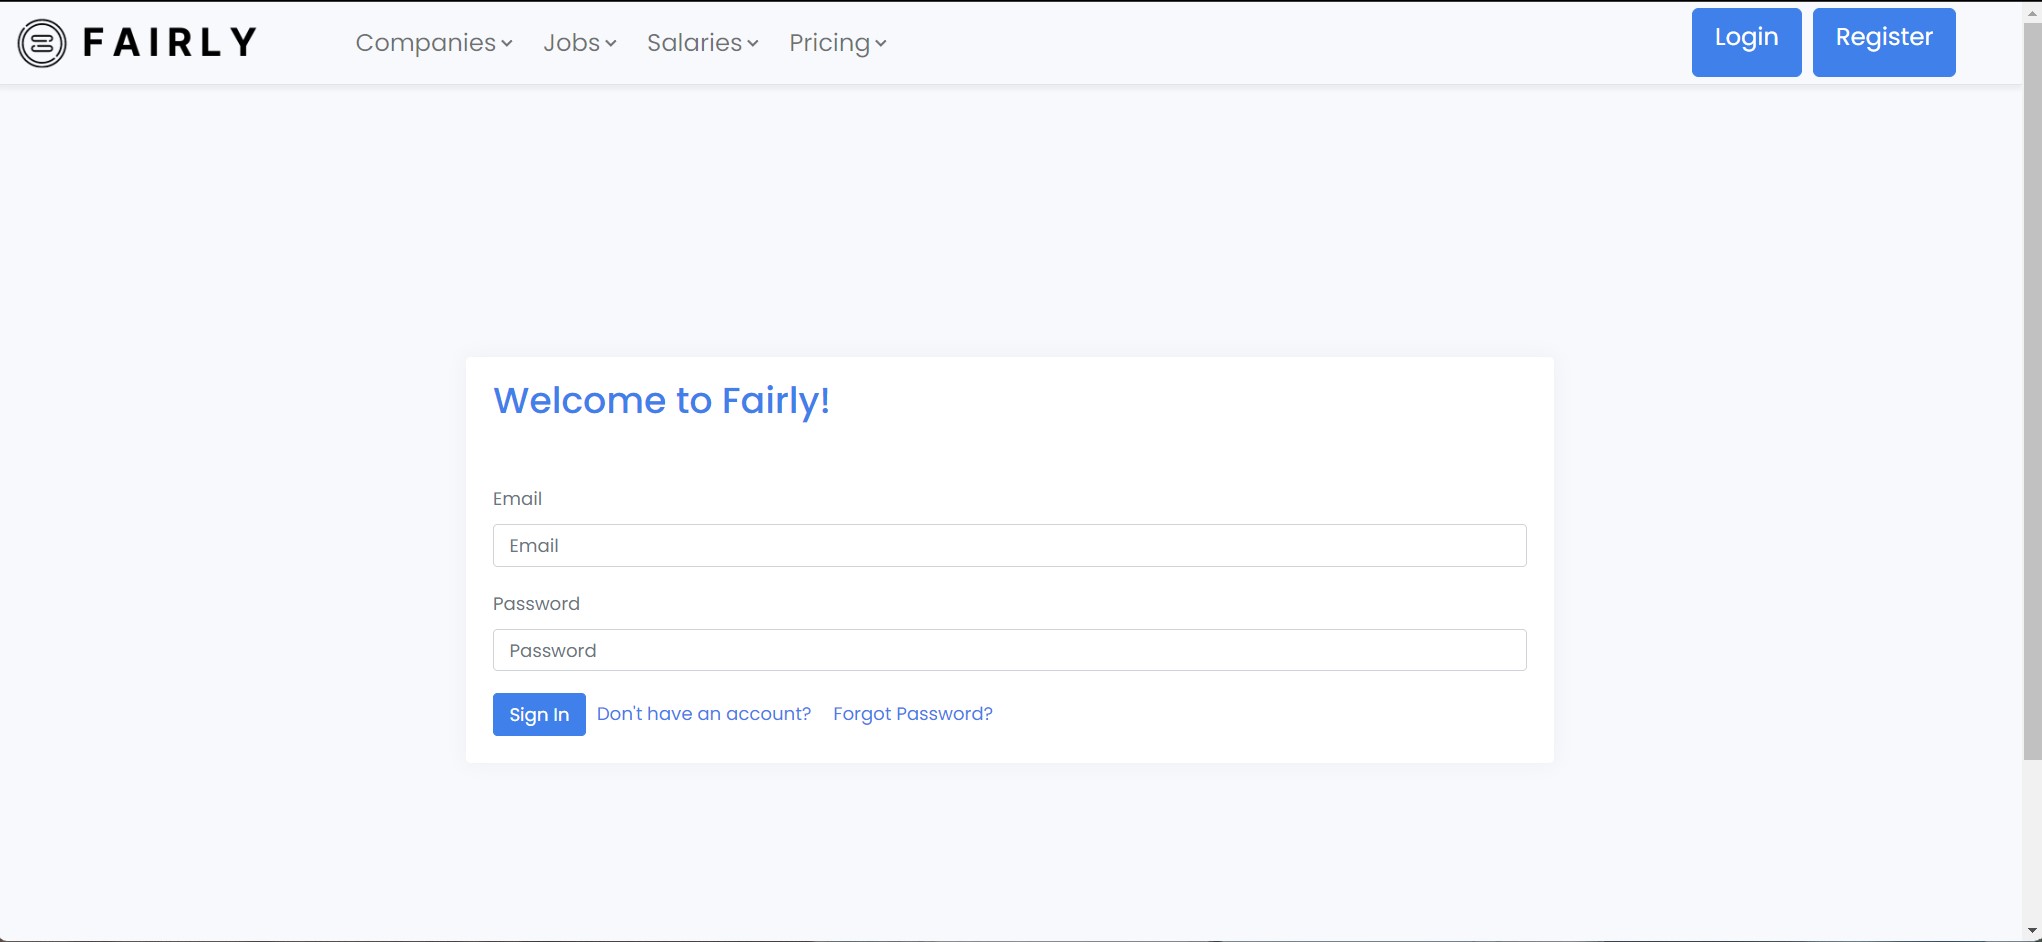 FAIRLY Companies Jobs Salaries Pricing Login Register
Welcome to Fairly!
Email
Email
Password
Password
Sign In Don't have an account? Forgot Password?